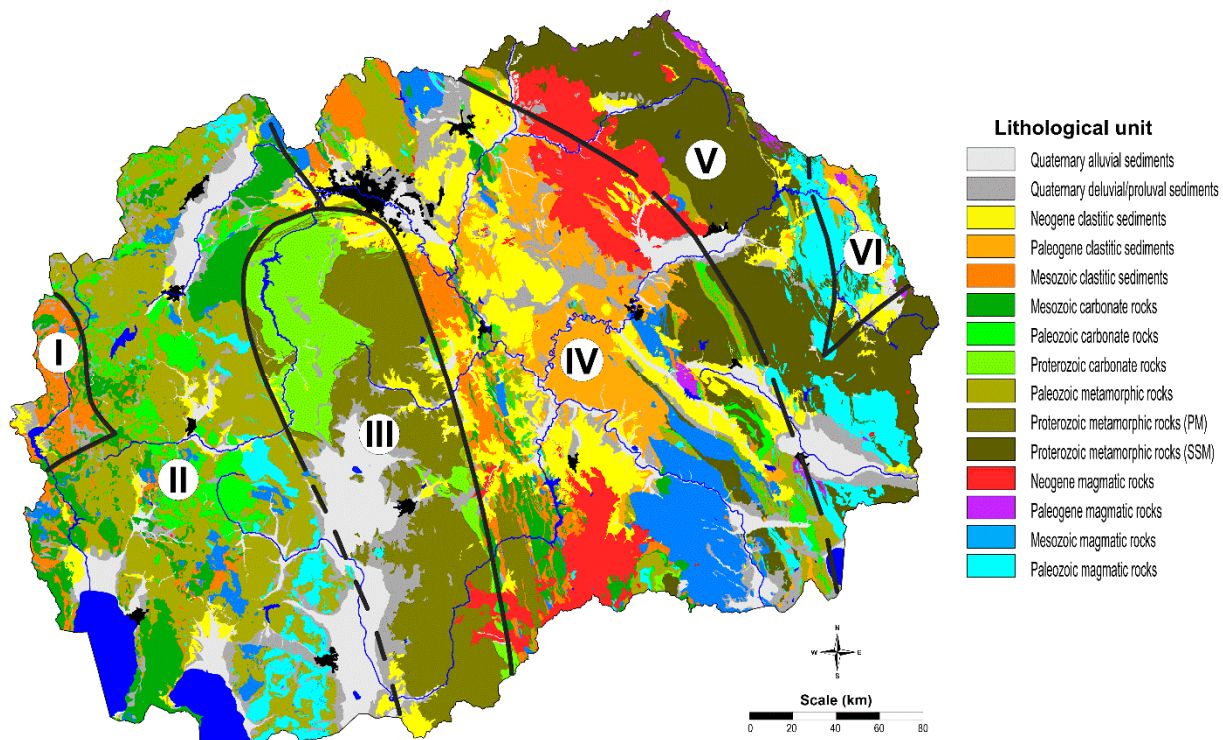 Lithological unit
Quaternary alluvial sediments
Quaternary deluvial/proluval sediments
Neogene clastitic sediments
Paleogene clastitic sediments
Mesozoic clastitic sediments
Mesozoic carbonate rocks
Paleozoic carbonate rocks
Proterozoic carbonate rocks
Paleozoic metamorphic rocks
Proterozoic metamorphic rocks (PM)
Proterozoic metamorphic rocks (SSM)
Neogene magmatic rocks
Paleogene magmatic rocks
Mesozoic magmatic rocks
Paleozoic magmatic rocks
I
II
III
IV
V
VI
N
W E
S
Scale (km)
0 20 40 60 80